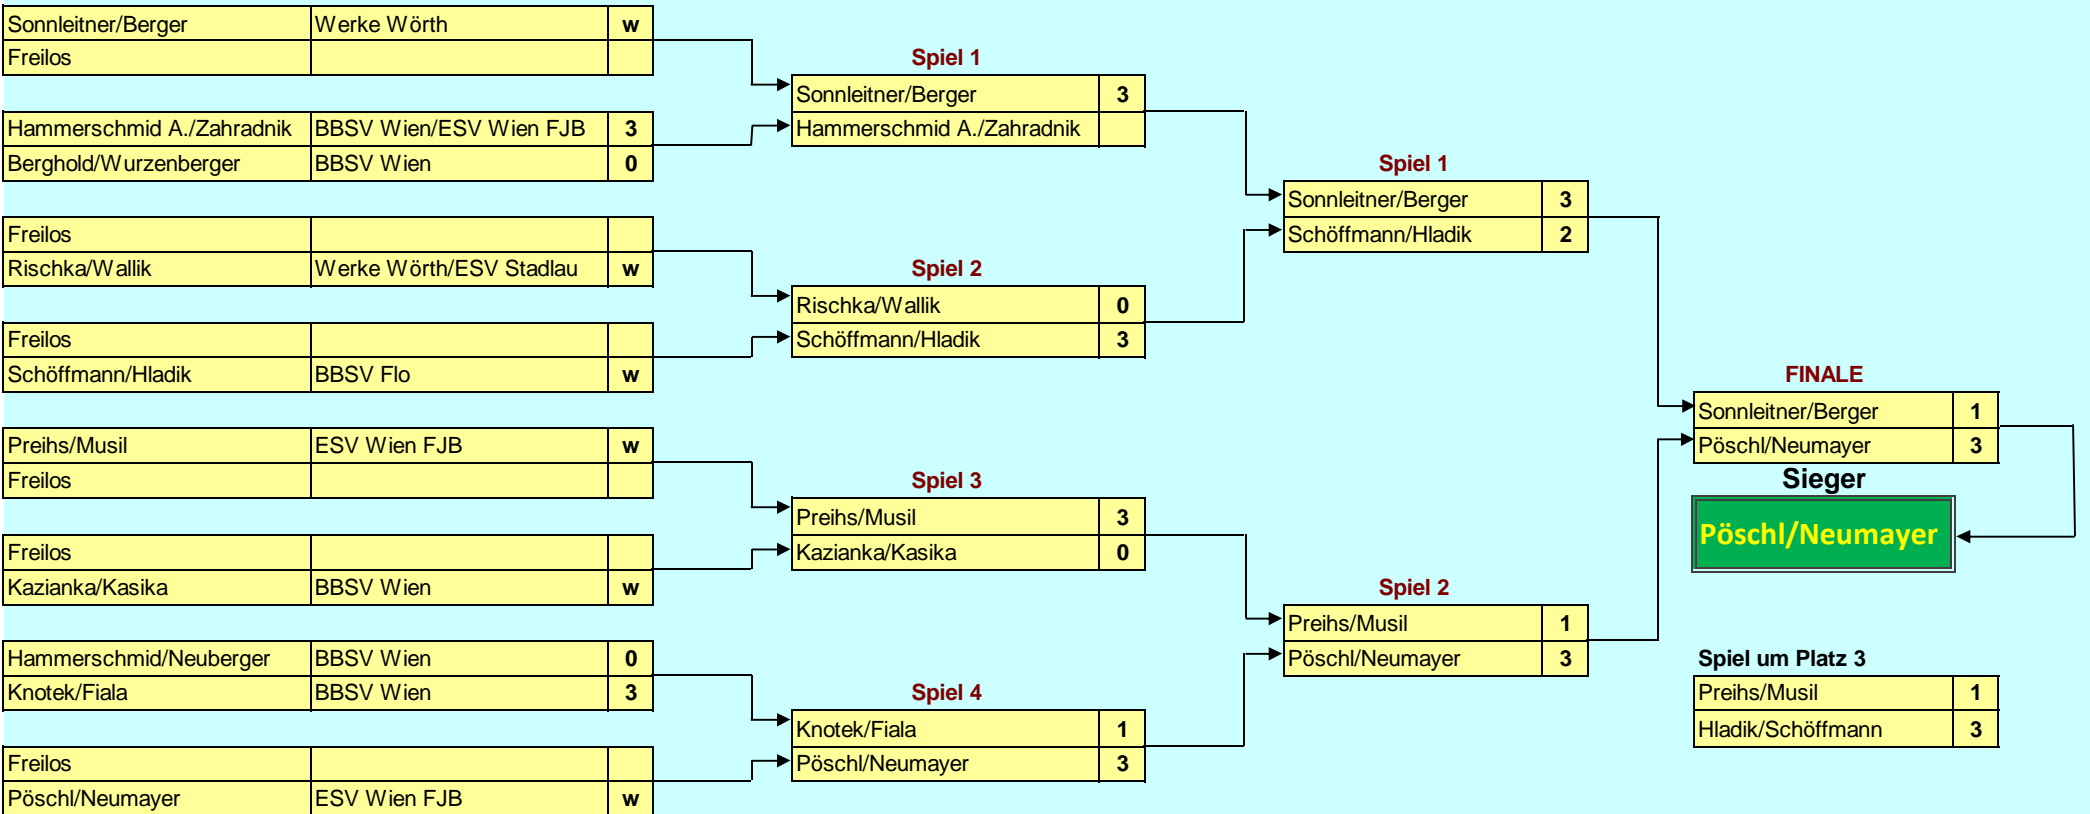 Sonnleitner/Berger Werke Wörth w
Freilos
Hammerschmid A./Zahradnik BBSV Wien/ESV Wien FJB 3
Berghold/Wurzenberger BBSV Wien 0
Freilos
Rischka/Wallik Werke Wörth/ESV Stadlau w
Freilos
Schöffmann/Hladik BBSV Flo w
Preihs/Musil ESV Wien FJB w
Freilos
Freilos
Kazianka/Kasika BBSV Wien w
Hammerschmid/Neuberger BBSV Wien 0
Knotek/Fiala BBSV Wien 3
Freilos
Pöschl/Neumayer ESV Wien FJB w
Spiel 1
Sonnleitner/Berger 3
Hammerschmid A./Zahradnik
Spiel 2
Rischka/Wallik 0
Schöffmann/Hladik 3
Spiel 3
Preihs/Musil 3
Kazianka/Kasika 0
Spiel 4
Knotek/Fiala 1
Pöschl/Neumayer 3
Spiel 1
Sonnleitner/Berger 3
Schöffmann/Hladik 2
Spiel 2
Preihs/Musil 1
Pöschl/Neumayer 3
FINALE
Sonnleitner/Berger 1
Pöschl/Neumayer 3
Sieger
Pöschl/Neumayer
Spiel um Platz 3
Preihs/Musil 1
Hladik/Schöffmann 3